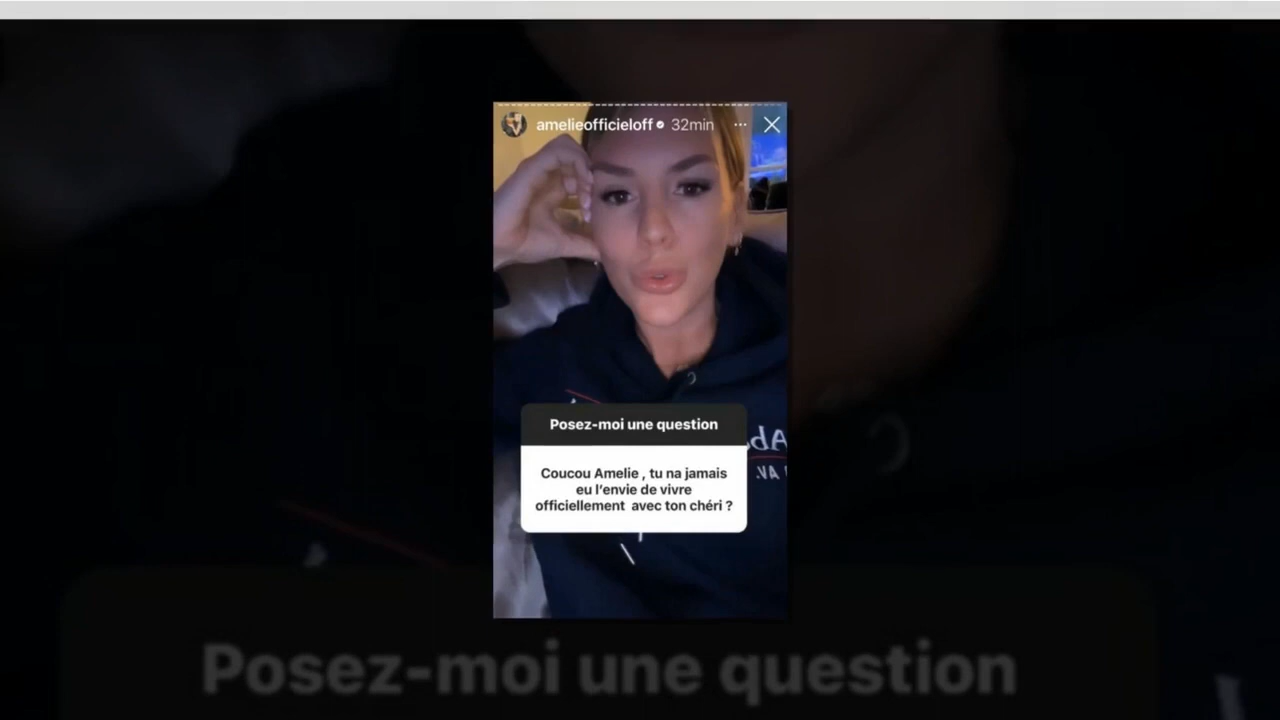 amelieofficieloff 32min
Posez-moi une question
Coucou Amelie , tu na jamais
eu l'envie de vivre
officiellement avec ton chéri ?
Posez-moi une question